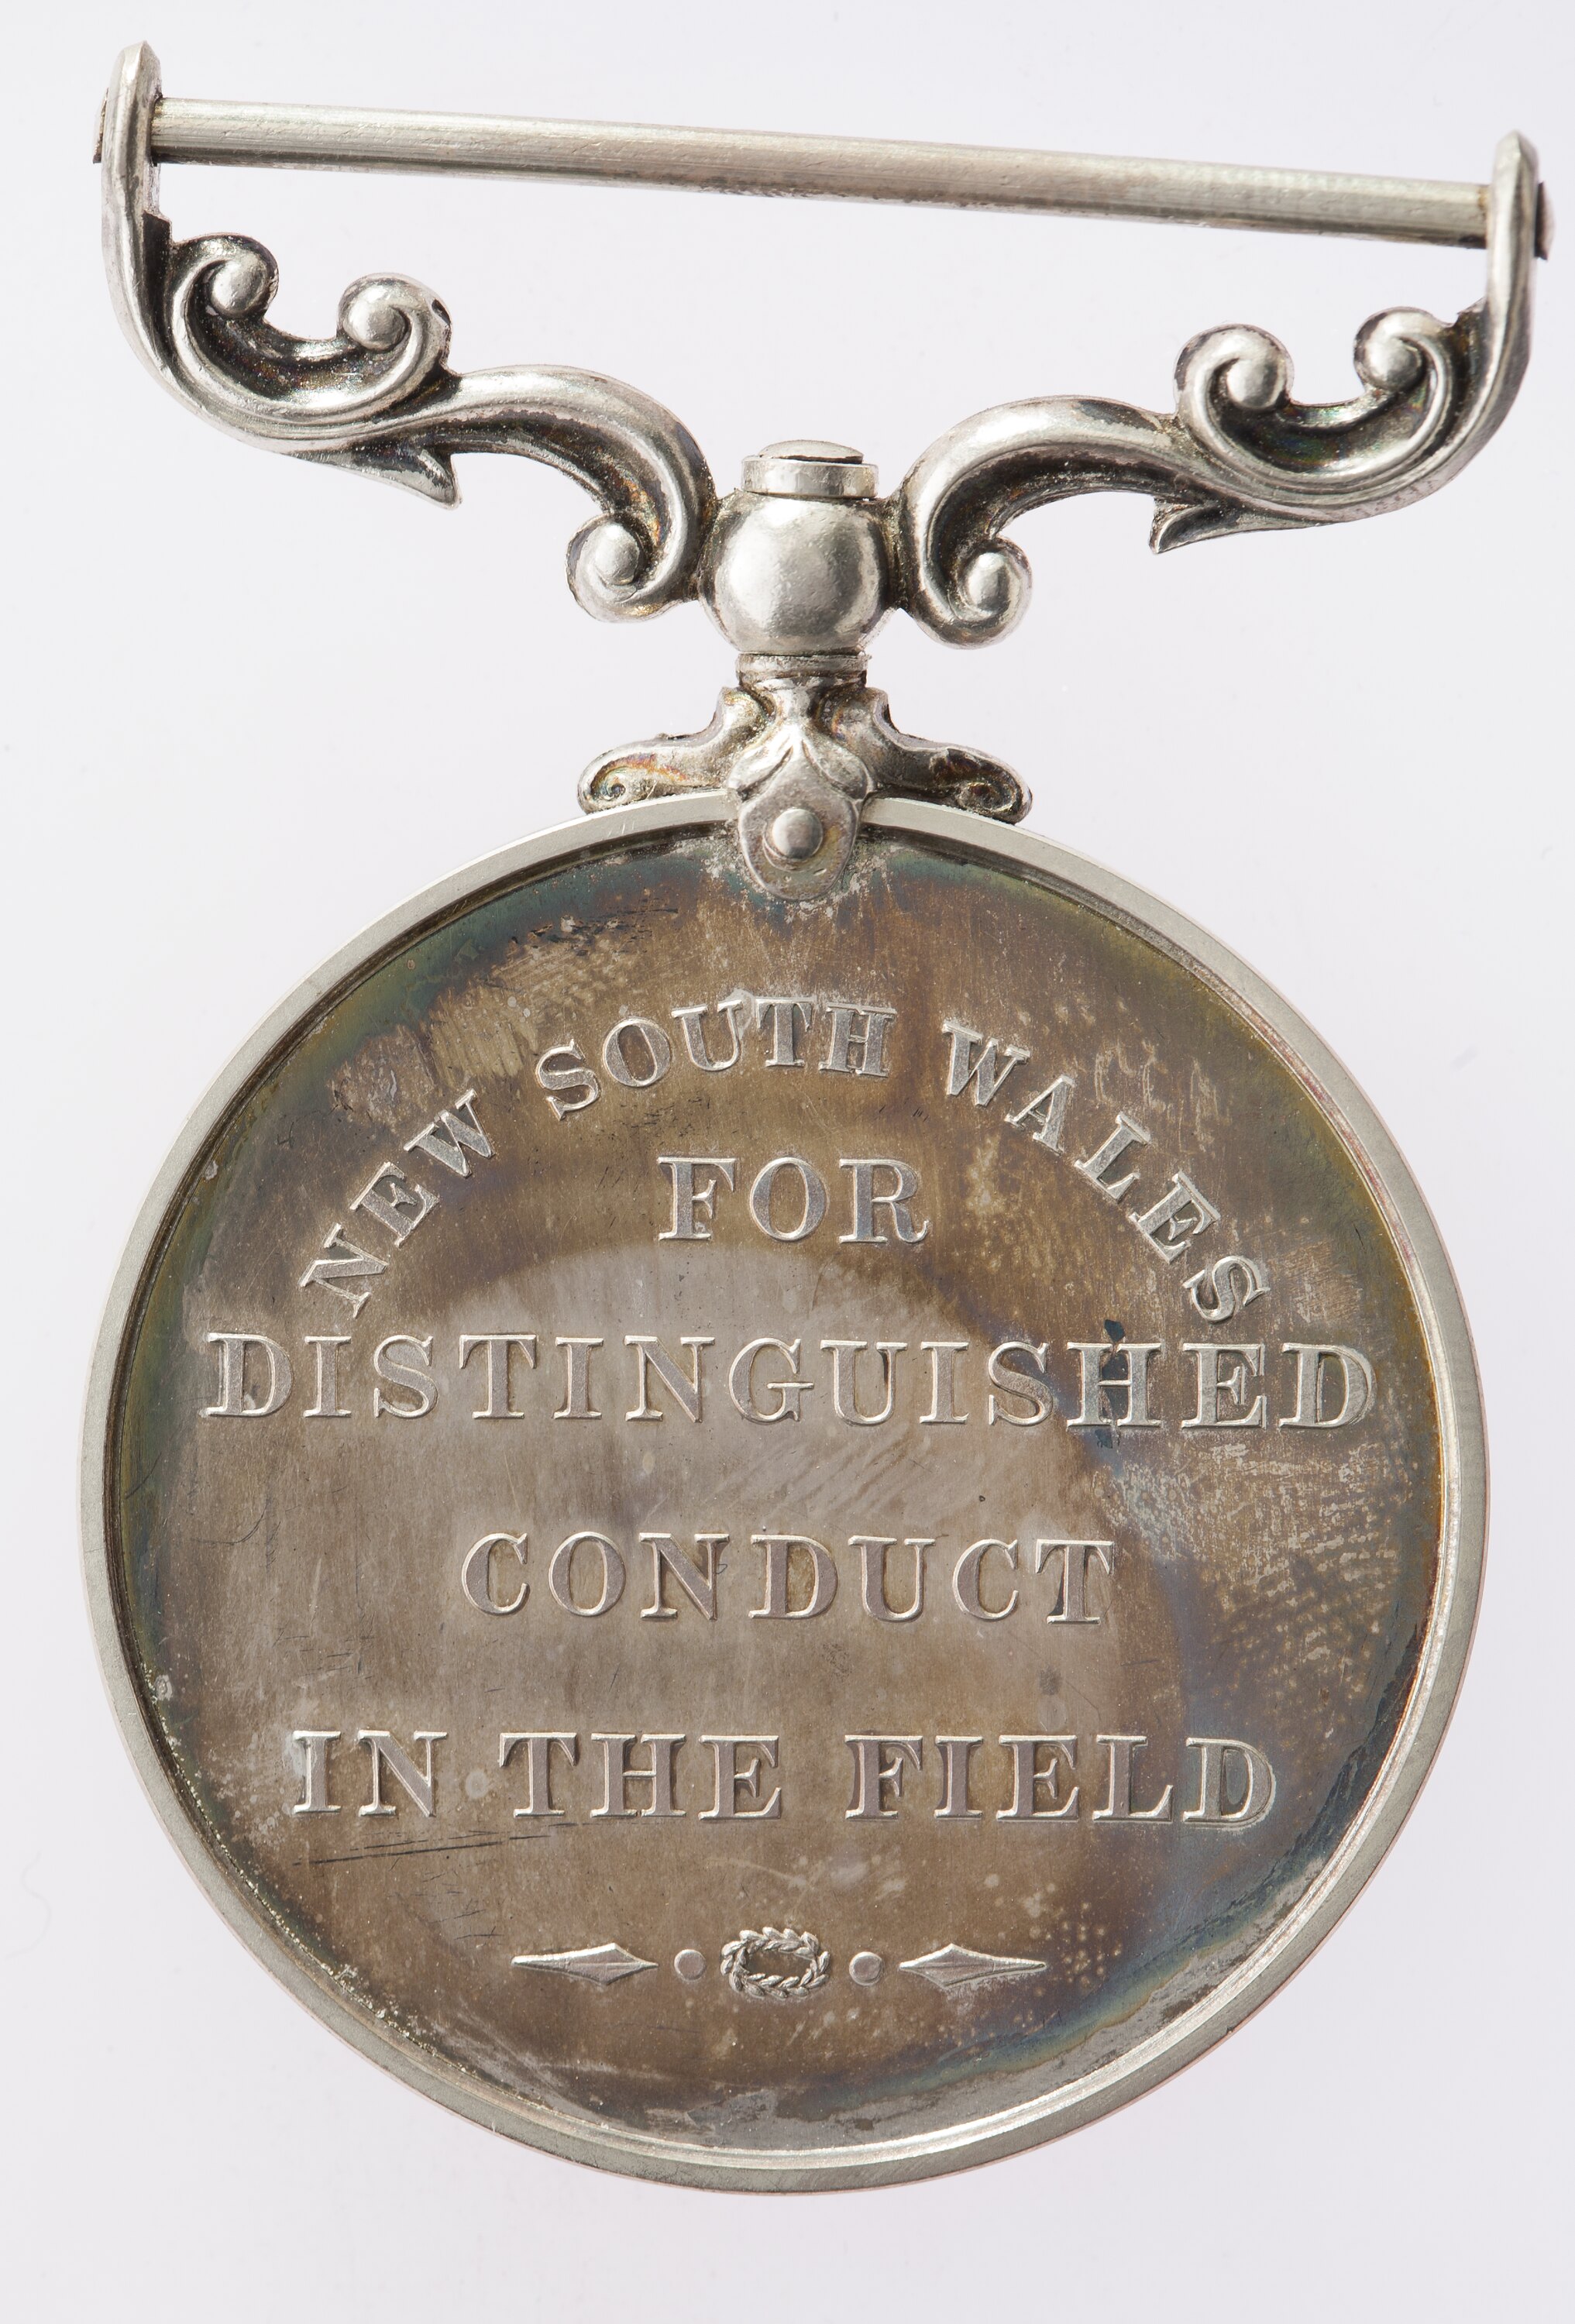 NEW SOUTH WALES
FOR
DISTINGUISHED
CONDUCT
IN THE FIELD